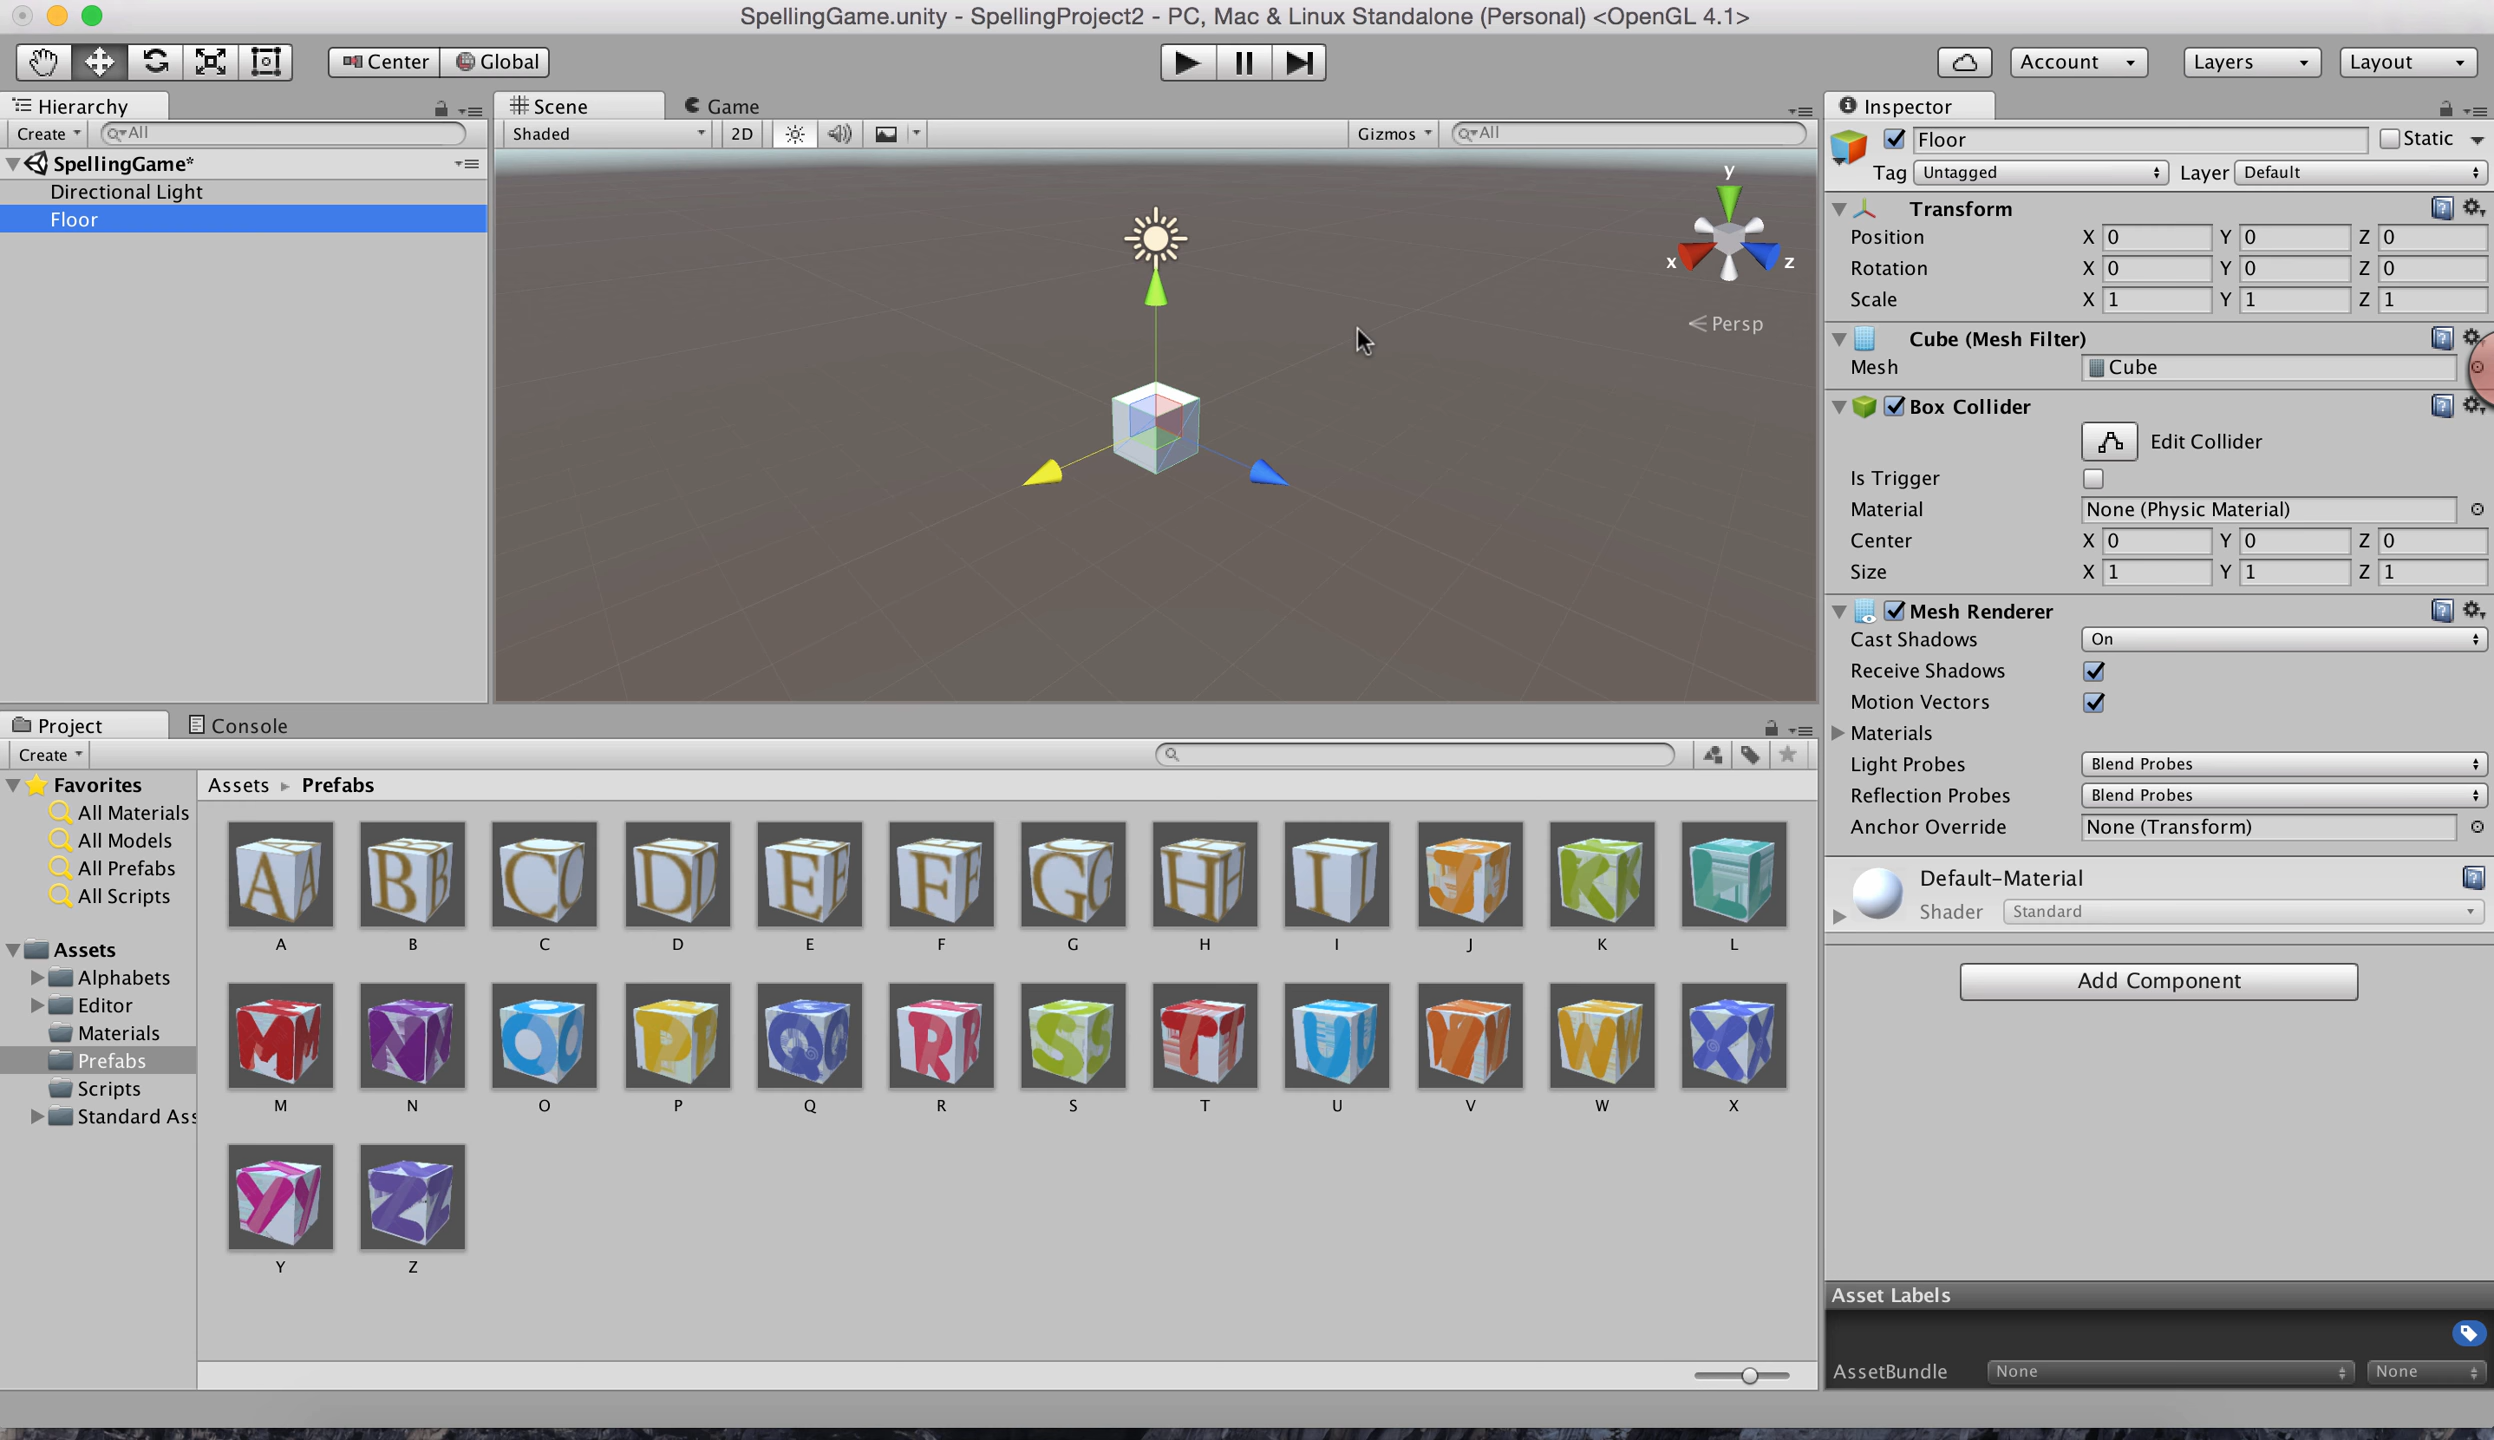 SpellingGame.unity - SpellingProject2 - PC, Mac & Linux Standalone (Personal) <OpenGL 4.1>
Center Global Account Layers Layout
Hierarchy
Create All
SpellingGame*
Directional Light
Floor
Scene Game
Shaded 2D Gizmos All
y
x z
Persp
Inspector
Floor Static
Tag Untagged Layer Default
Transform
Position X 0 Y 0 Z 0
Rotation X 0 Y 0 Z 0
Scale X 1 Y 1 Z 1
Cube (Mesh Filter)
Mesh Cube
Box Collider
Edit Collider
Is Trigger
Material None (Physic Material)
Center X 0 Y 0 Z 0
Size X 1 Y 1 Z 1
Mesh Renderer
Cast Shadows On
Receive Shadows
Motion Vectors
Materials
Light Probes Blend Probes
Reflection Probes Blend Probes
Anchor Override None (Transform)
Default-Material
Shader Standard
Add Component
Asset Labels
AssetBundle None None
Project Console
Create
Favorites
All Materials
All Models
All Prefabs
All Scripts
Assets
Alphabets
Editor
Materials
Prefabs
Scripts
Standard Ass
Assets Prefabs
A A B B C C D D E E F F G G H H I I J J K K L
A B C D E F G H I J K L
M M N O O P P Q Q R R S S T T U U V V W W X X
M N O P Q R S T U V W X
Y Y Z Z
Y Z